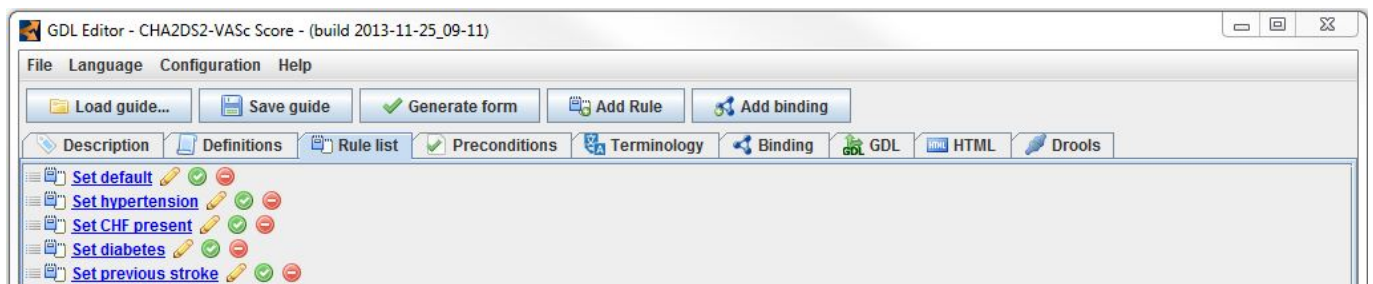 GDL Editor - CHA2DS2-VASc Score - (build 2013-11-25_09-11)
File Language Configuration Help
Load guide... Save guide Generate form Add Rule Add binding
Description Definitions Rule list Preconditions Terminology Binding GDL HTML Drools
Set default
Set hypertension
Set CHF present
Set diabetes
Set previous stroke